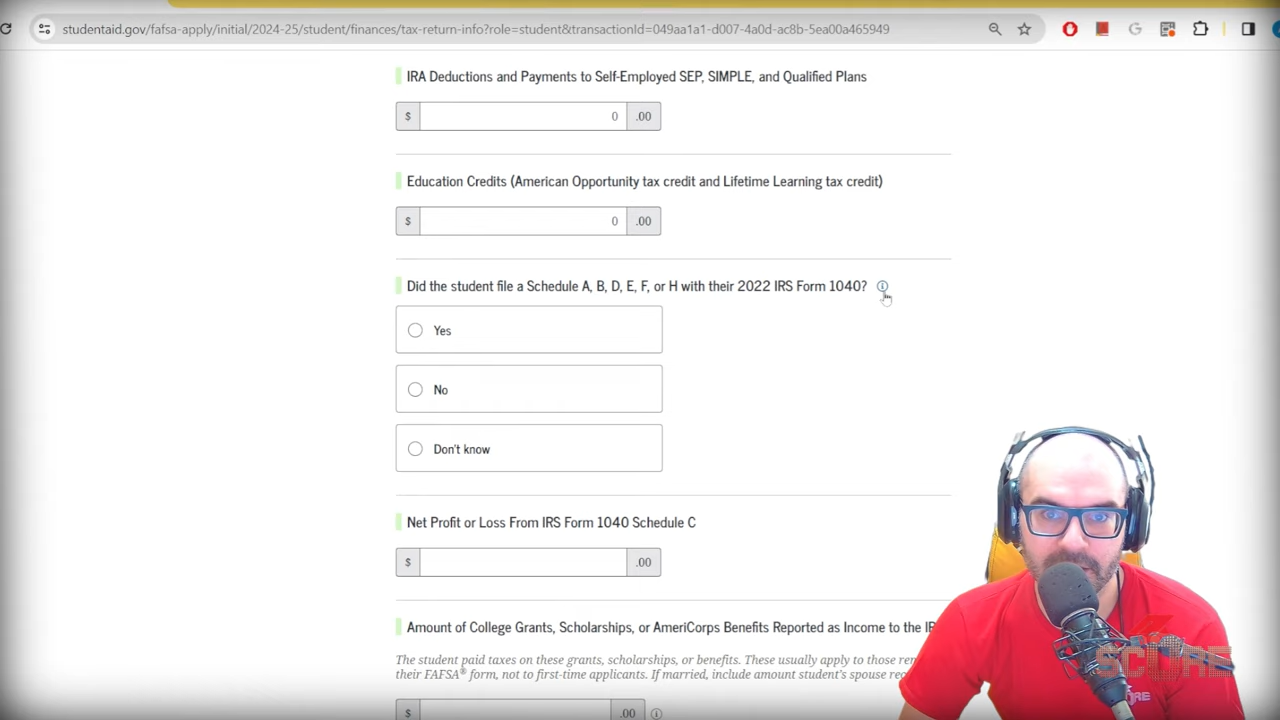 studentaid.gov/fafsa-apply/initial/2024-25/student/finances/tax-return-info?role=student&transactionId=049aa1a1-d007-4a0d-ac8b-5ea00a465949
IRA Deductions and Payments to Self-Employed SEP, SIMPLE, and Qualified Plans
$ 0 .00
Education Credits (American Opportunity tax credit and Lifetime Learning tax credit)
$ 0 .00
Did the student file a Schedule A, B, D, E, F, or H with their 2022 IRS Form 1040?
Yes
No
Don't know
Net Profit or Loss From IRS Form 1040 Schedule C
$ .00
Amount of College Grants, Scholarships, or AmeriCorps Benefits Reported as Income to the
The student paid taxes on these grants, scholarships, or benefits. These usually apply to those
their FAFSA® form, not to first-time applicants. If married, include amount student's spouse
$ .00
SCORE